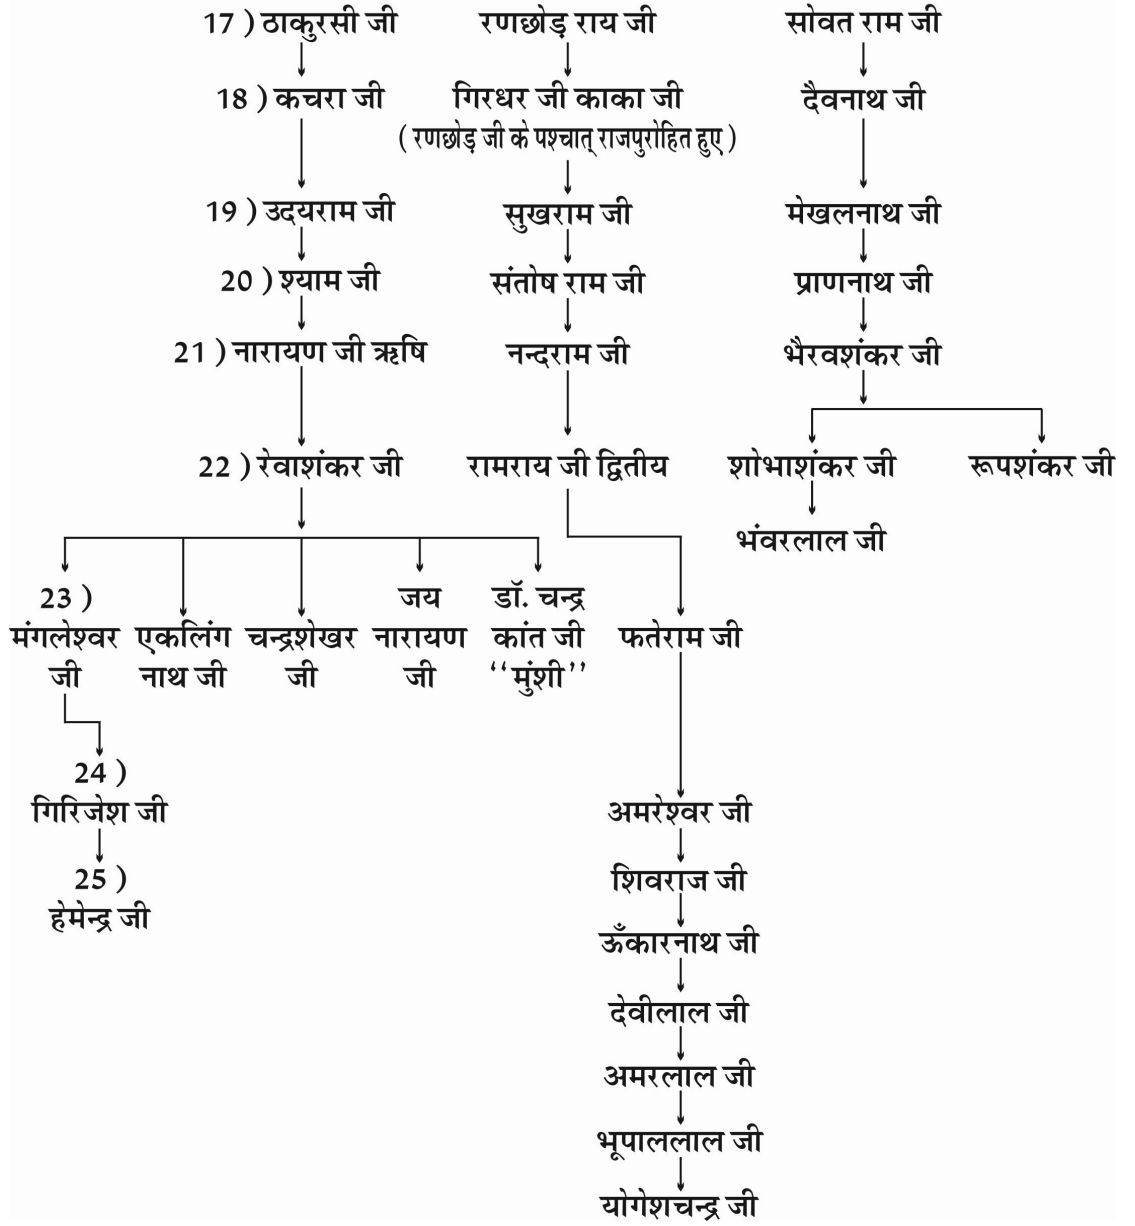 17 ) ठाकुरसी जी रणछोड़ राय जी सोवत राम जी
18 ) कचरा जी गिरधर जी काका जी दैवनाथ जी
( रणछोड़ जी के पश्चात् राजपुरोहित हुए )
19 ) उदयराम जी सुखराम जी मेखलनाथ जी
20 ) श्याम जी संतोष राम जी प्राणनाथ जी
21 ) नारायण जी ऋषि नन्दराम जी भैरवशंकर जी
22 ) रेवाशंकर जी रामराय जी द्वितीय शोभाशंकर जी रूपशंकर जी
भंवरलाल जी
23 ) जय डॉ. चन्द्र
मंगलेश्वर एकलिंग चन्द्रशेखर नारायण कांत जी फतेराम जी
जी नाथ जी जी जी ‘‘मुंशी’’
24 )
गिरिजेश जी अमरेश्वर जी
25 ) शिवराज जी
हेमेन्द्र जी
ऊँकारनाथ जी
देवीलाल जी
अमरलाल जी
भूपाललाल जी
योगेशचन्द्र जी